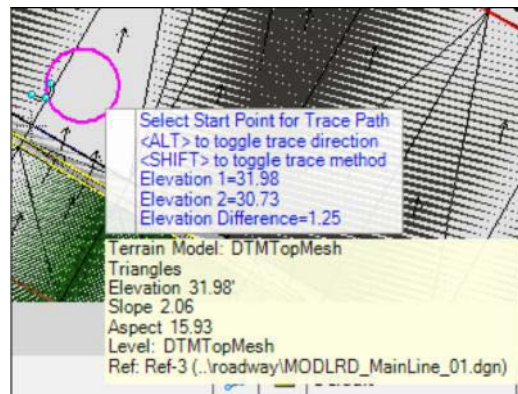 Select Start Point for Trace Path
<ALT> to toggle trace direction
<SHIFT> to toggle trace method
Elevation 1=31.98
Elevation 2=30.73
Elevation Difference=1.25
Terrain Model: DTMTopMesh
Triangles
Elevation 31.98'
Slope 2.06
Aspect 15.93
Level: DTMTopMesh
Ref: Ref-3 (..\roadway\MODLRD_MainLine_01.dgn)